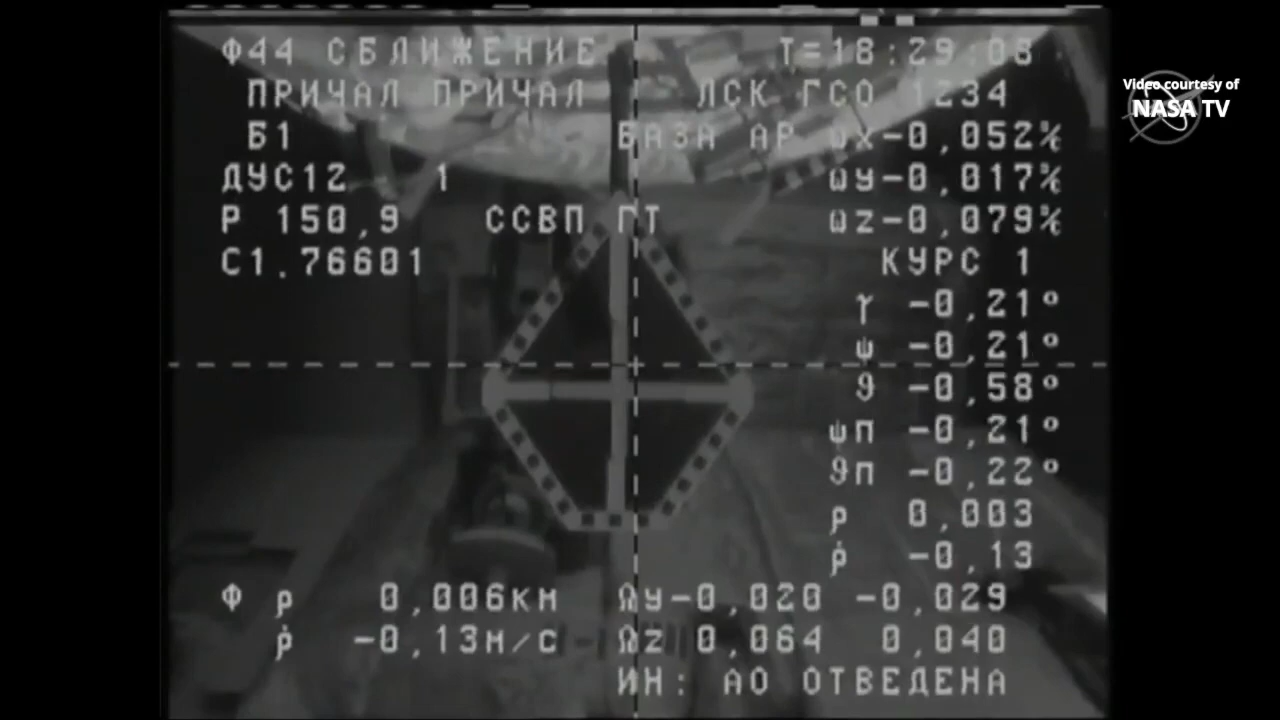 Ф44 СБЛИЖЕНИЕ T=18:29:08
ПРИЧАЛ ПРИЧАЛ ЛСК ГСО 1234
Б1 БАЗА АР ωx-0,052%
ДУС12 1 ωy-0,017%
Р 150,9 ССВП ГТ ωz-0,079%
С1.76601 КУРС 1
γ -0,21°
ψ -0,21°
ϑ -0,58°
ψп -0,21°
ϑп -0,22°
ρ 0,003
ρ̇ -0,13
Ф ρ 0,006км Ωy-0,020 -0,029
ρ̇ -0,13м/с Ωz 0,064 0,040
ИН: АО ОТВЕДЕНА
Video courtesy of
NASA TV